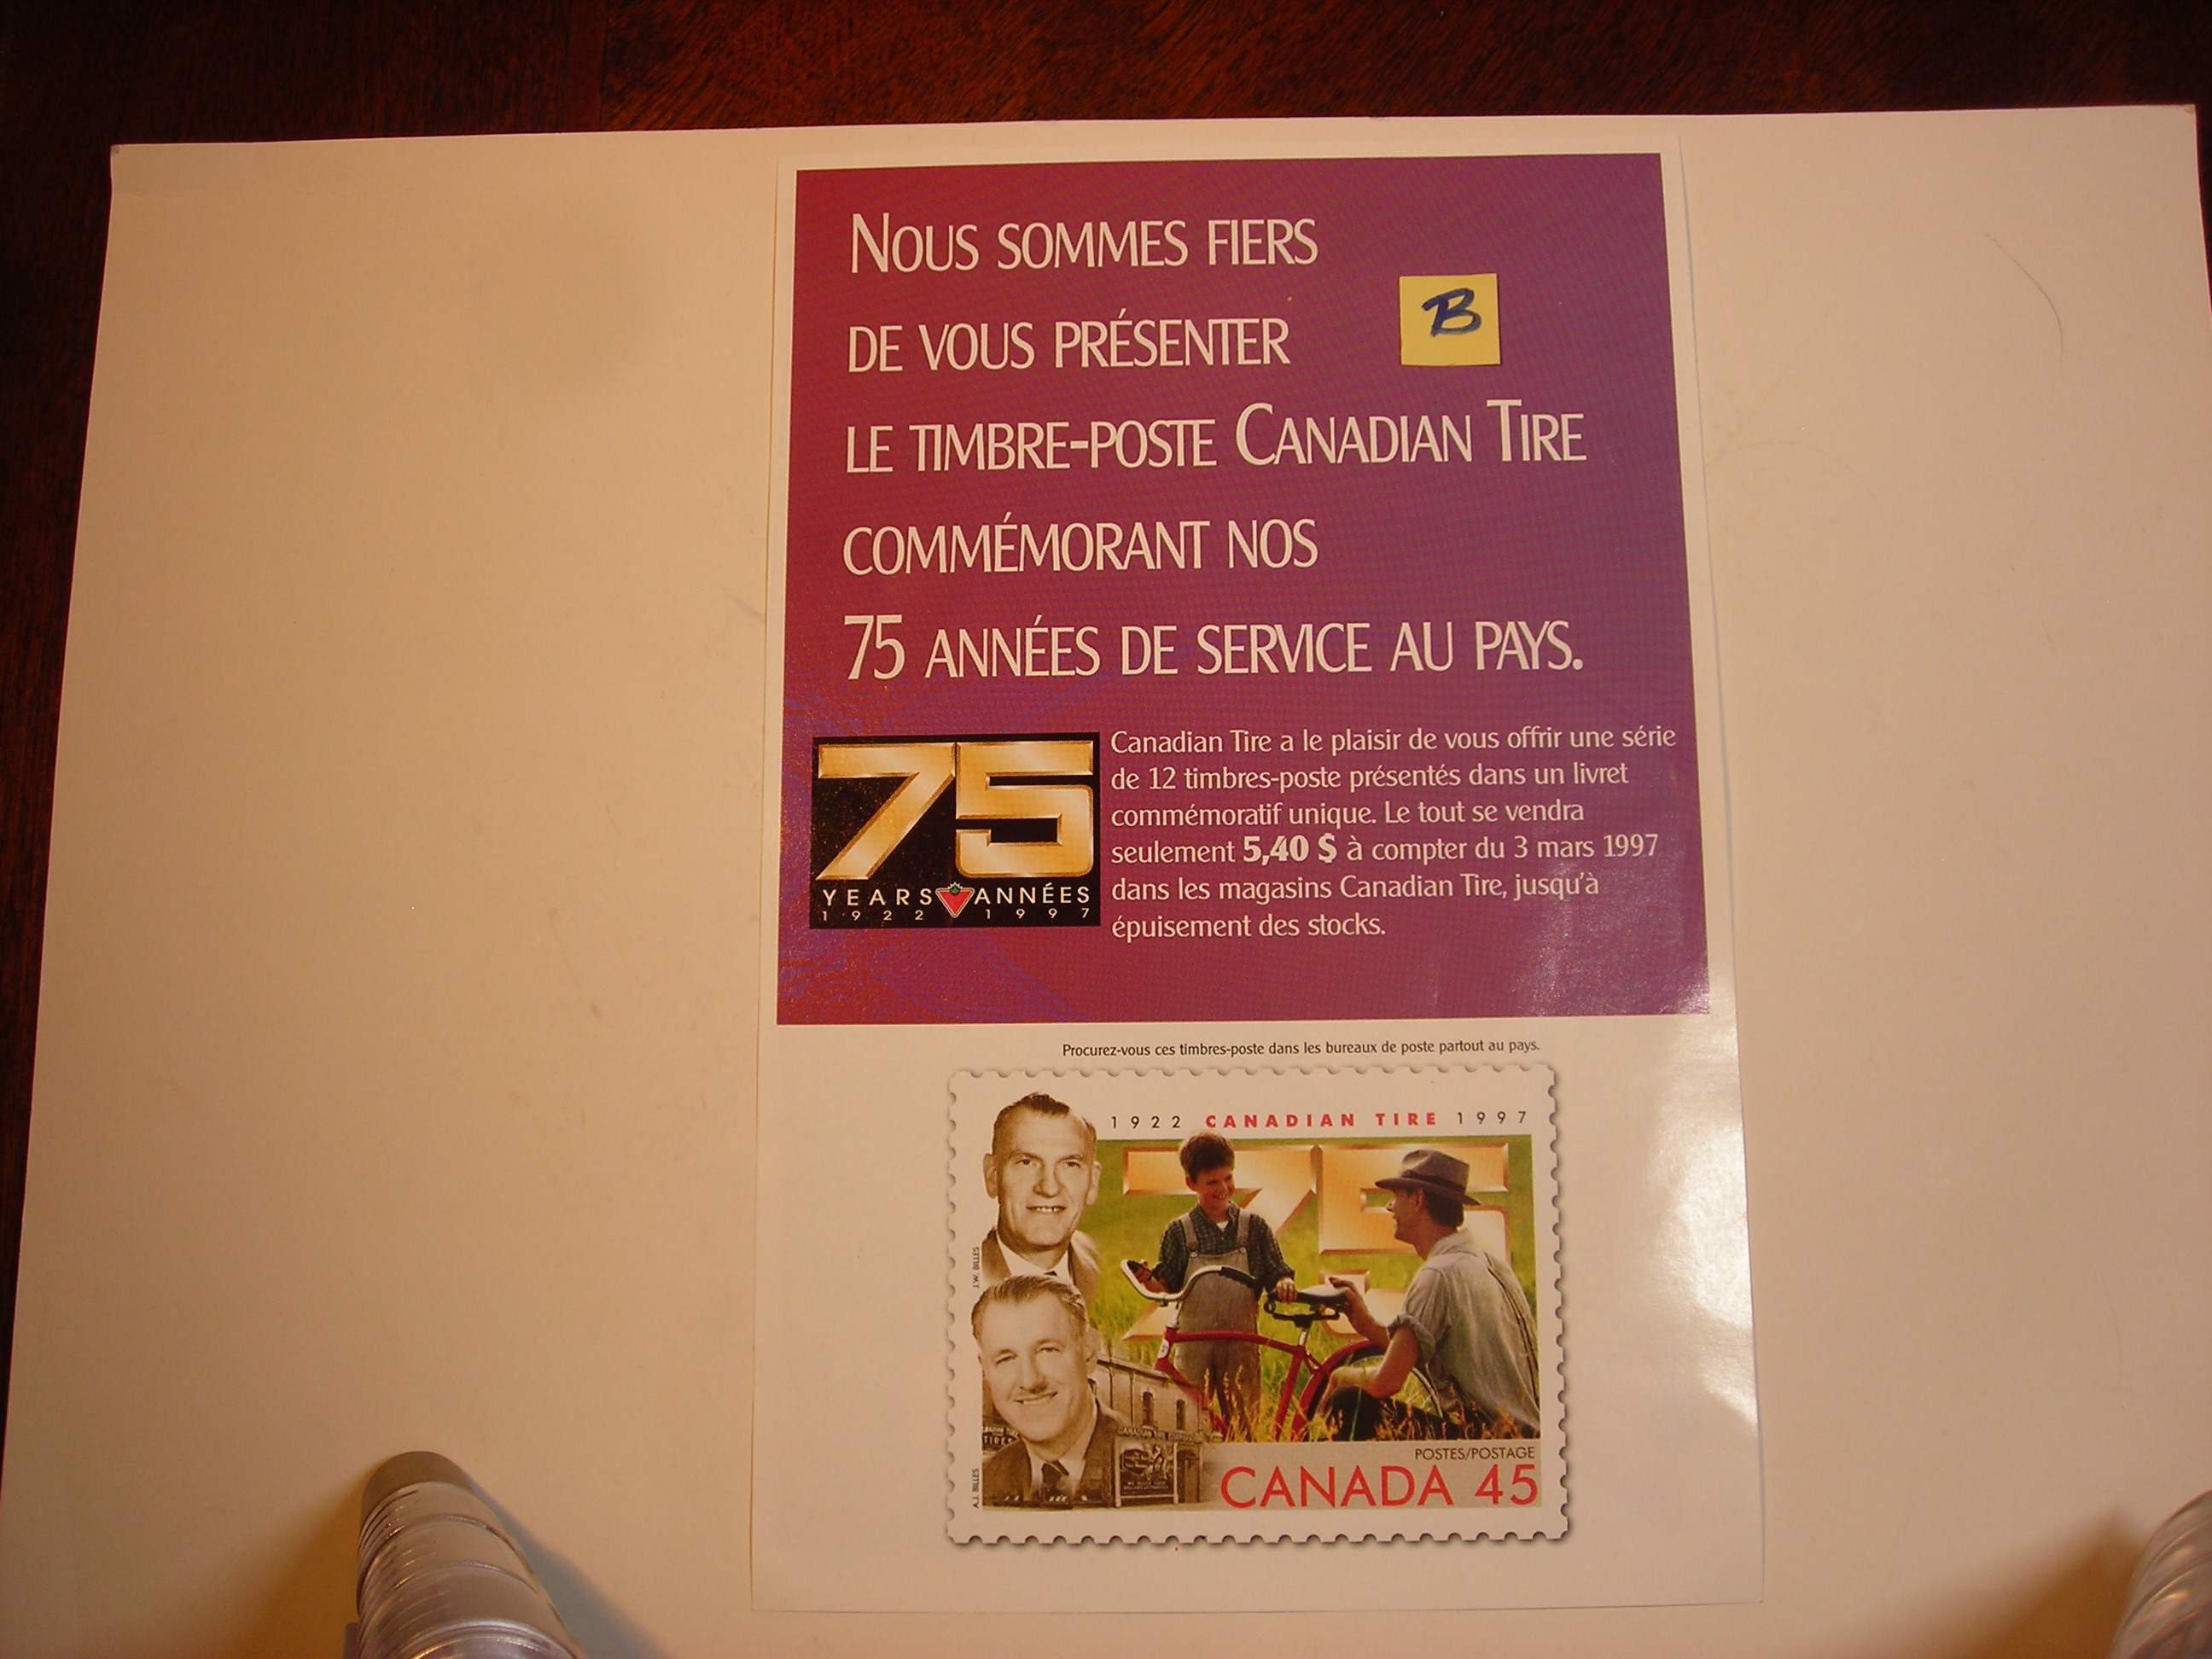 NOUS SOMMES FIERS
B
DE VOUS PRÉSENTER
LE TIMBRE-POSTE CANADIAN TIRE
COMMÉMORANT NOS
75 ANNÉES DE SERVICE AU PAYS.
75
YEARS ANNÉES
1922 1997
Canadian Tire a le plaisir de vous offrir une série
de 12 timbres-poste présentés dans un livret
commémoratif unique. Le tout se vendra
seulement 5,40 $ à compter du 3 mars 1997
dans les magasins Canadian Tire, jusqu'à
épuisement des stocks.
Procurez-vous ces timbres-poste dans les bureaux de poste partout au pays.
1922 CANADIAN TIRE 1997
75
J.W. BILLES
A.J. BILLES
TIRES
CANADIAN TIRE CORPORATION
POSTES/POSTAGE
CANADA 45